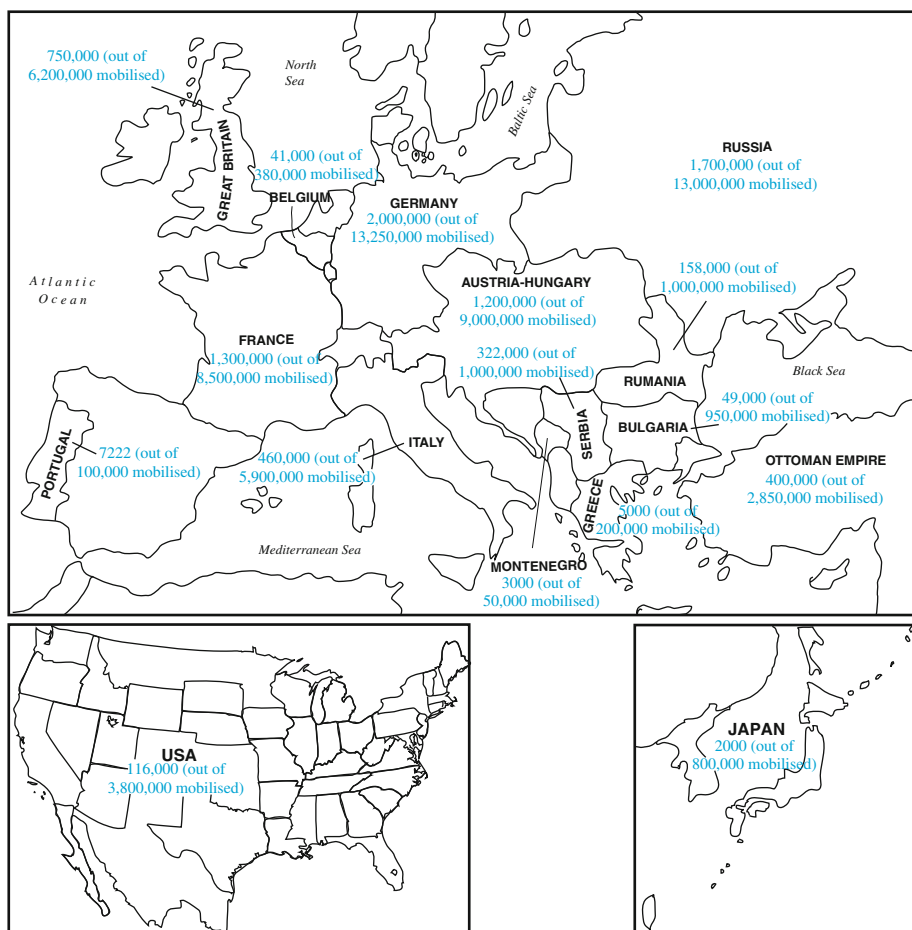 750,000 (out of
6,200,000 mobilised)
North
Sea
Baltic Sea
GREAT BRITAIN
41,000 (out of
380,000 mobilised)
BELGIUM
GERMANY
2,000,000 (out of
13,250,000 mobilised)
RUSSIA
1,700,000 (out of
13,000,000 mobilised)
Atlantic
Ocean
AUSTRIA-HUNGARY
1,200,000 (out of
9,000,000 mobilised)
158,000 (out of
1,000,000 mobilised)
FRANCE
1,300,000 (out of
8,500,000 mobilised)
322,000 (out of
1,000,000 mobilised)
RUMANIA
Black Sea
49,000 (out of
950,000 mobilised)
BULGARIA
SERBIA
PORTUGAL
7222 (out of
100,000 mobilised)
ITALY
460,000 (out of
5,900,000 mobilised)
OTTOMAN EMPIRE
400,000 (out of
2,850,000 mobilised)
GREECE
5000 (out of
200,000 mobilised)
Mediterranean Sea
MONTENEGRO
3000 (out of
50,000 mobilised)
USA
116,000 (out of
3,800,000 mobilised)
JAPAN
2000 (out of
800,000 mobilised)